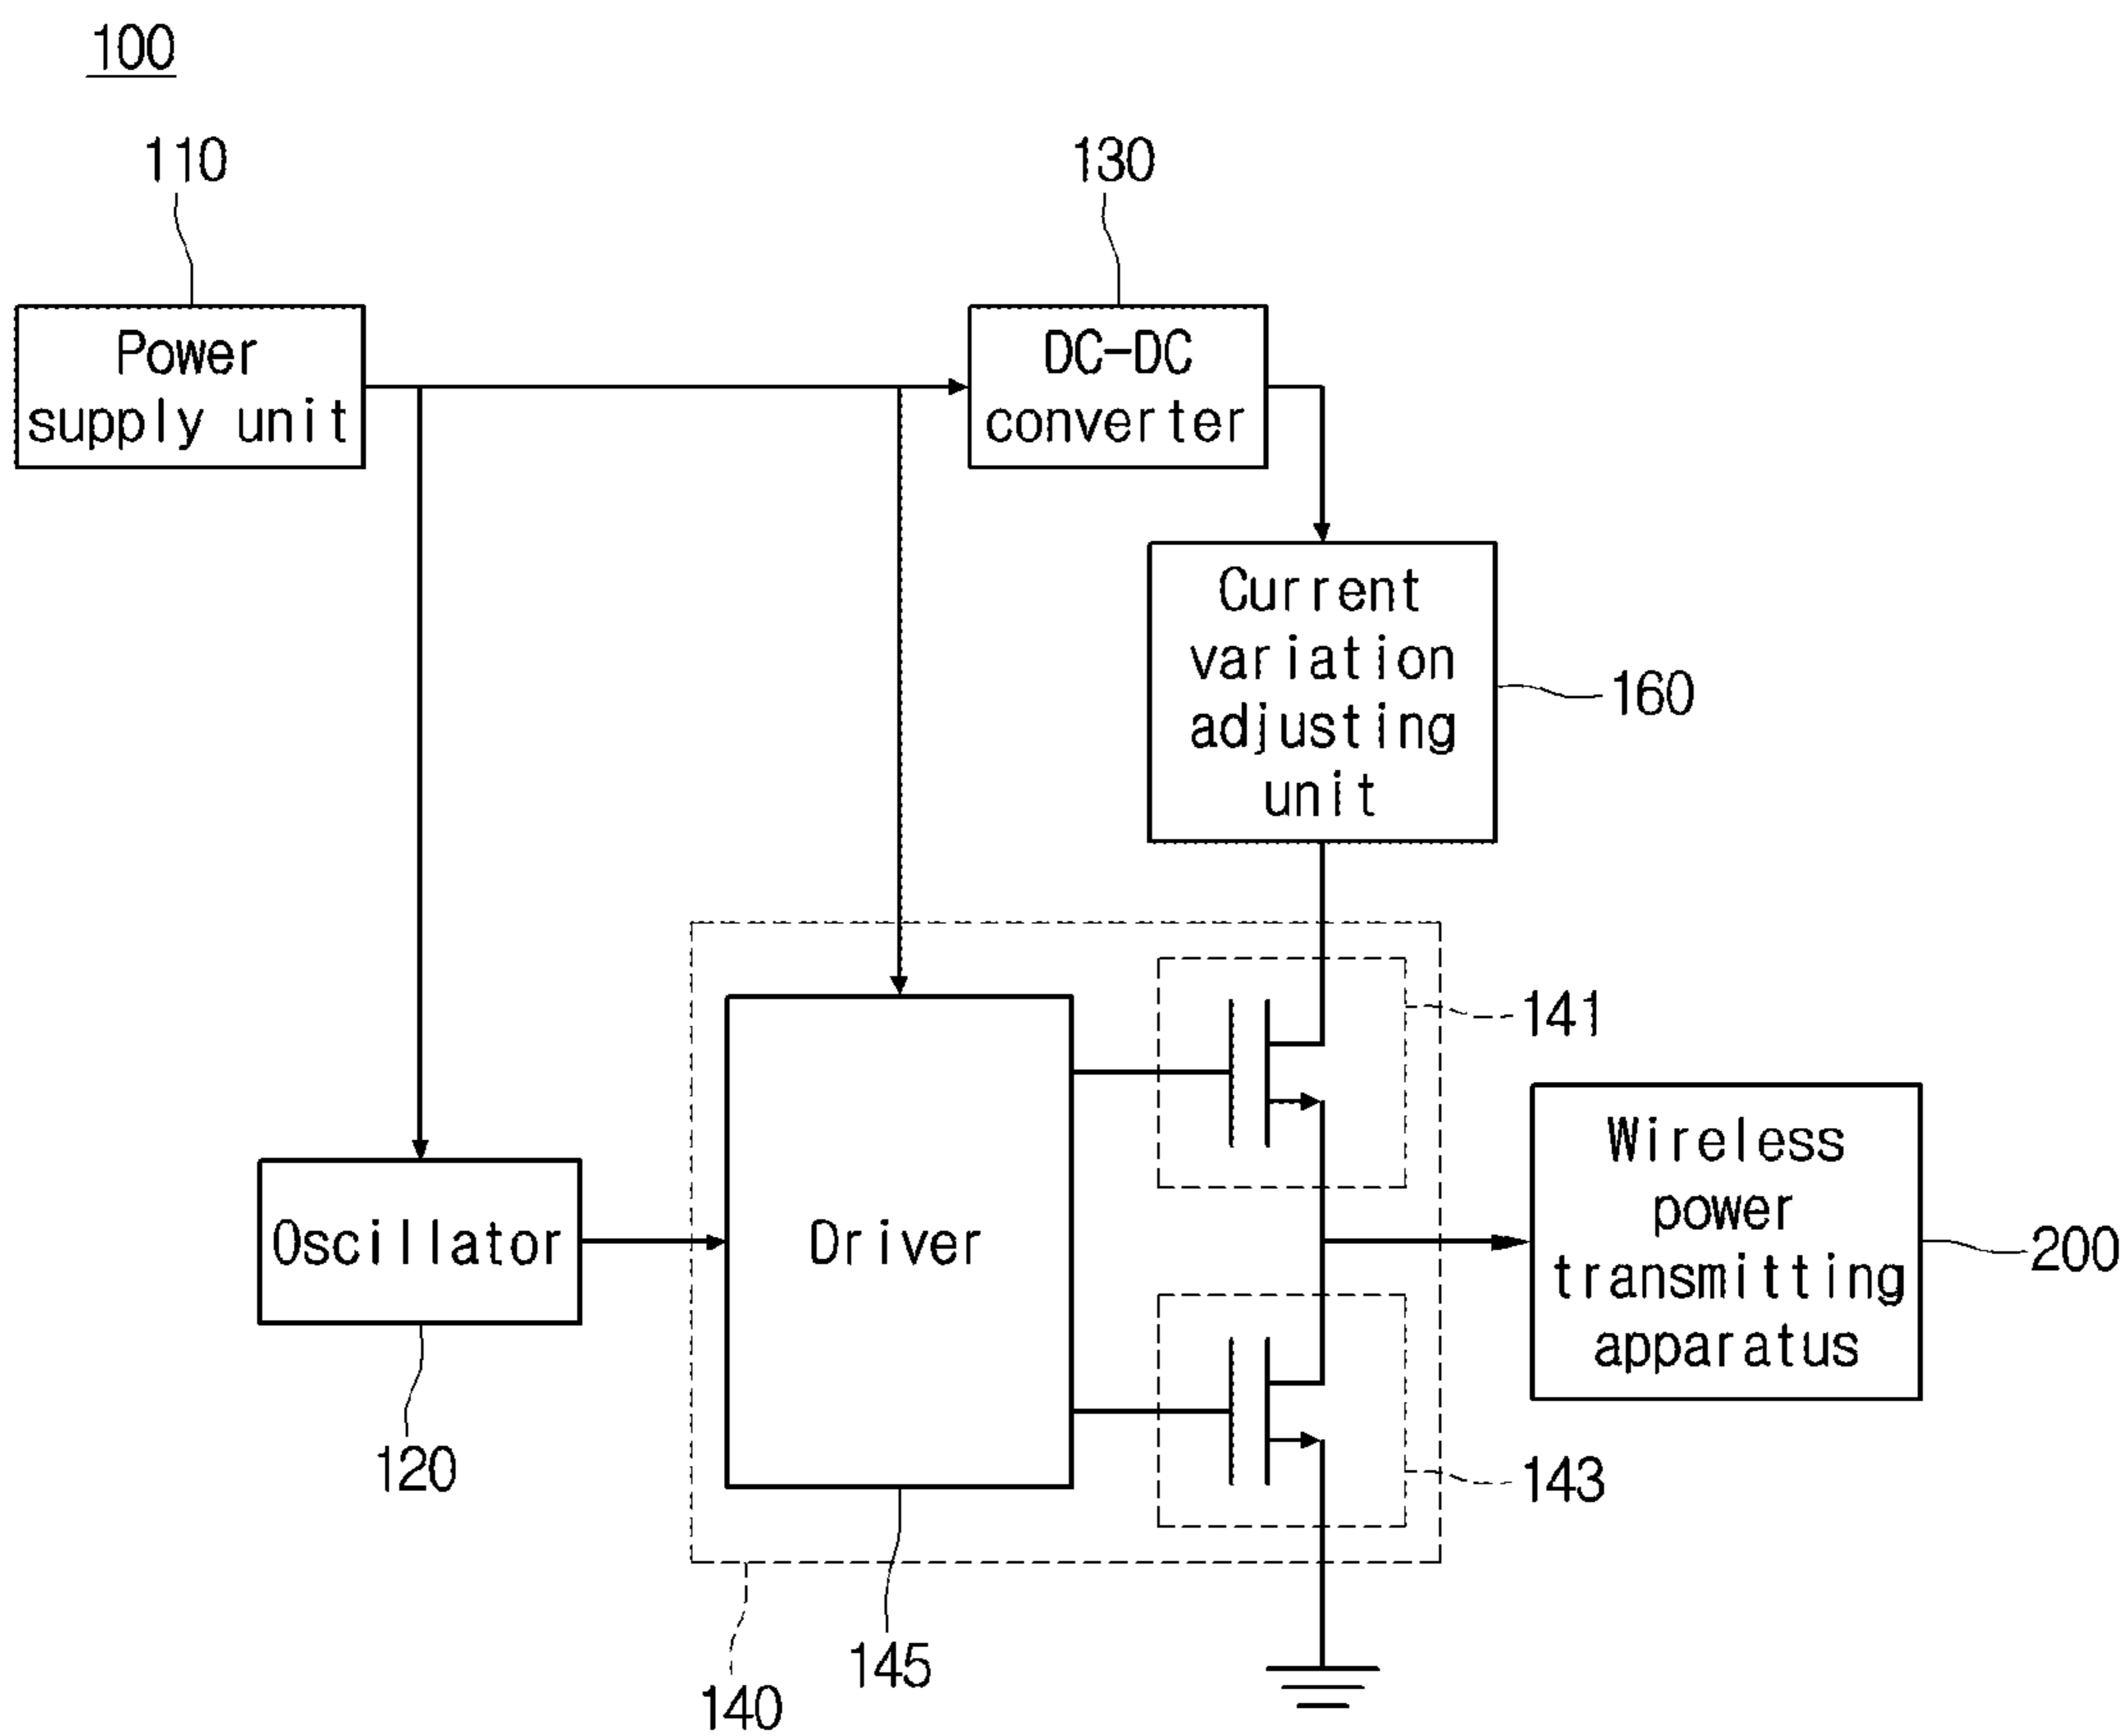 100
110
130
Power
supply unit
DC-DC
converter
Current
variation
adjusting
unit
160
141
Wireless
power
transmitting
apparatus
200
Oscillator
Driver
120
143
145
140